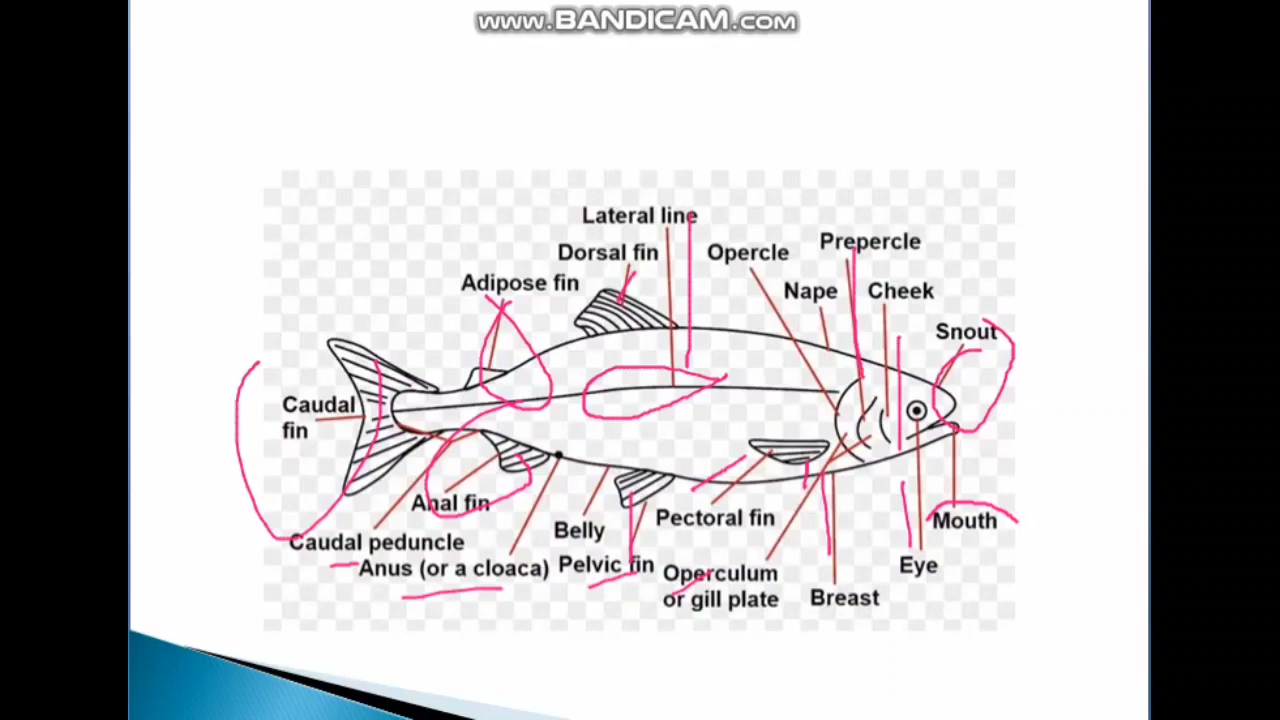 www.BANDICAM.com
Lateral line
Dorsal fin
Opercle
Prepercle
Adipose fin
Nape
Cheek
Snout
Caudal
fin
Anal fin
Caudal peduncle
Anus (or a cloaca)
Belly
Pelvic fin
Pectoral fin
Operculum
or gill plate
Breast
Eye
Mouth